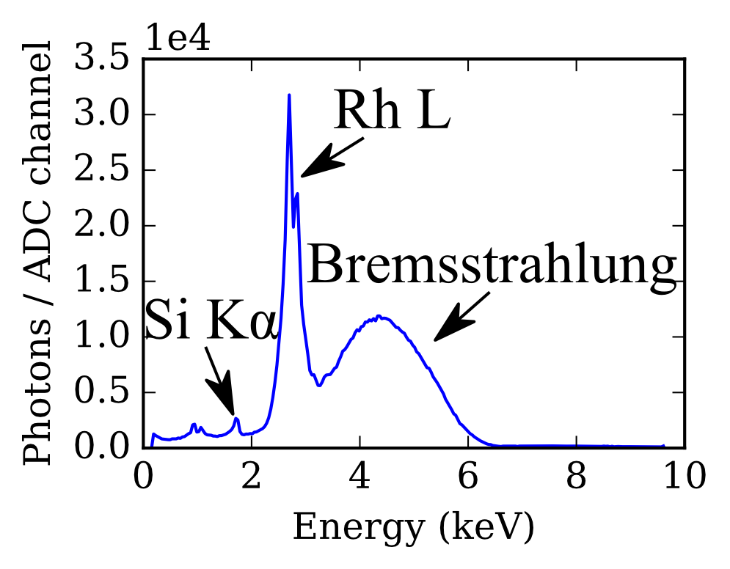 1e4
3.5
3.0
2.5
2.0
1.5
1.0
0.5
0.0
Photons / ADC channel
Rh L
Bremsstrahlung
Si Kα
0 2 4 6 8 10
Energy (keV)